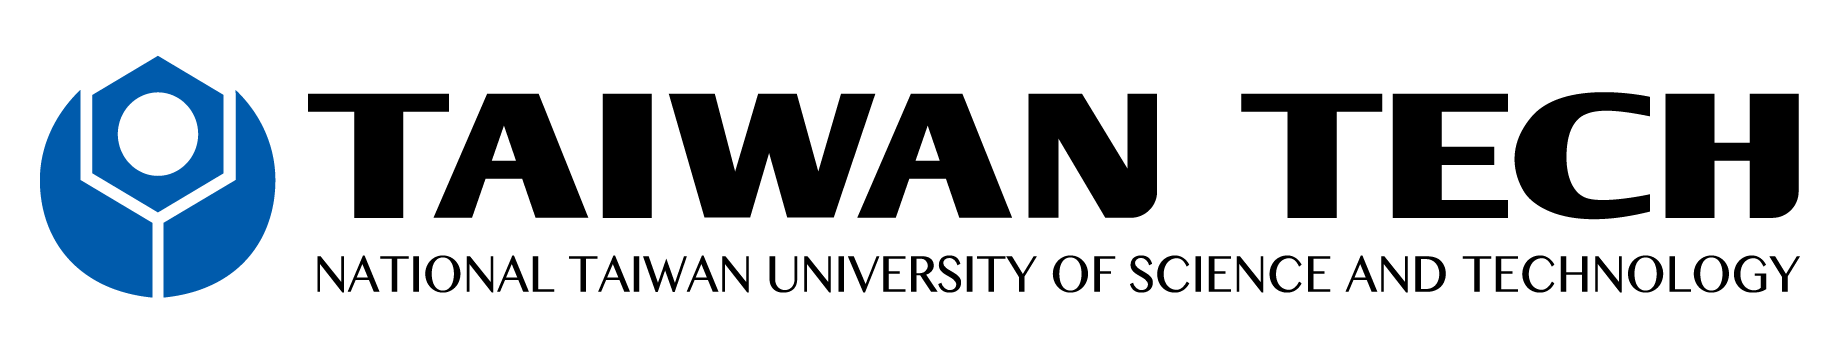 TAIWAN TECH
NATIONAL TAIWAN UNIVERSITY OF SCIENCE AND TECHNOLOGY